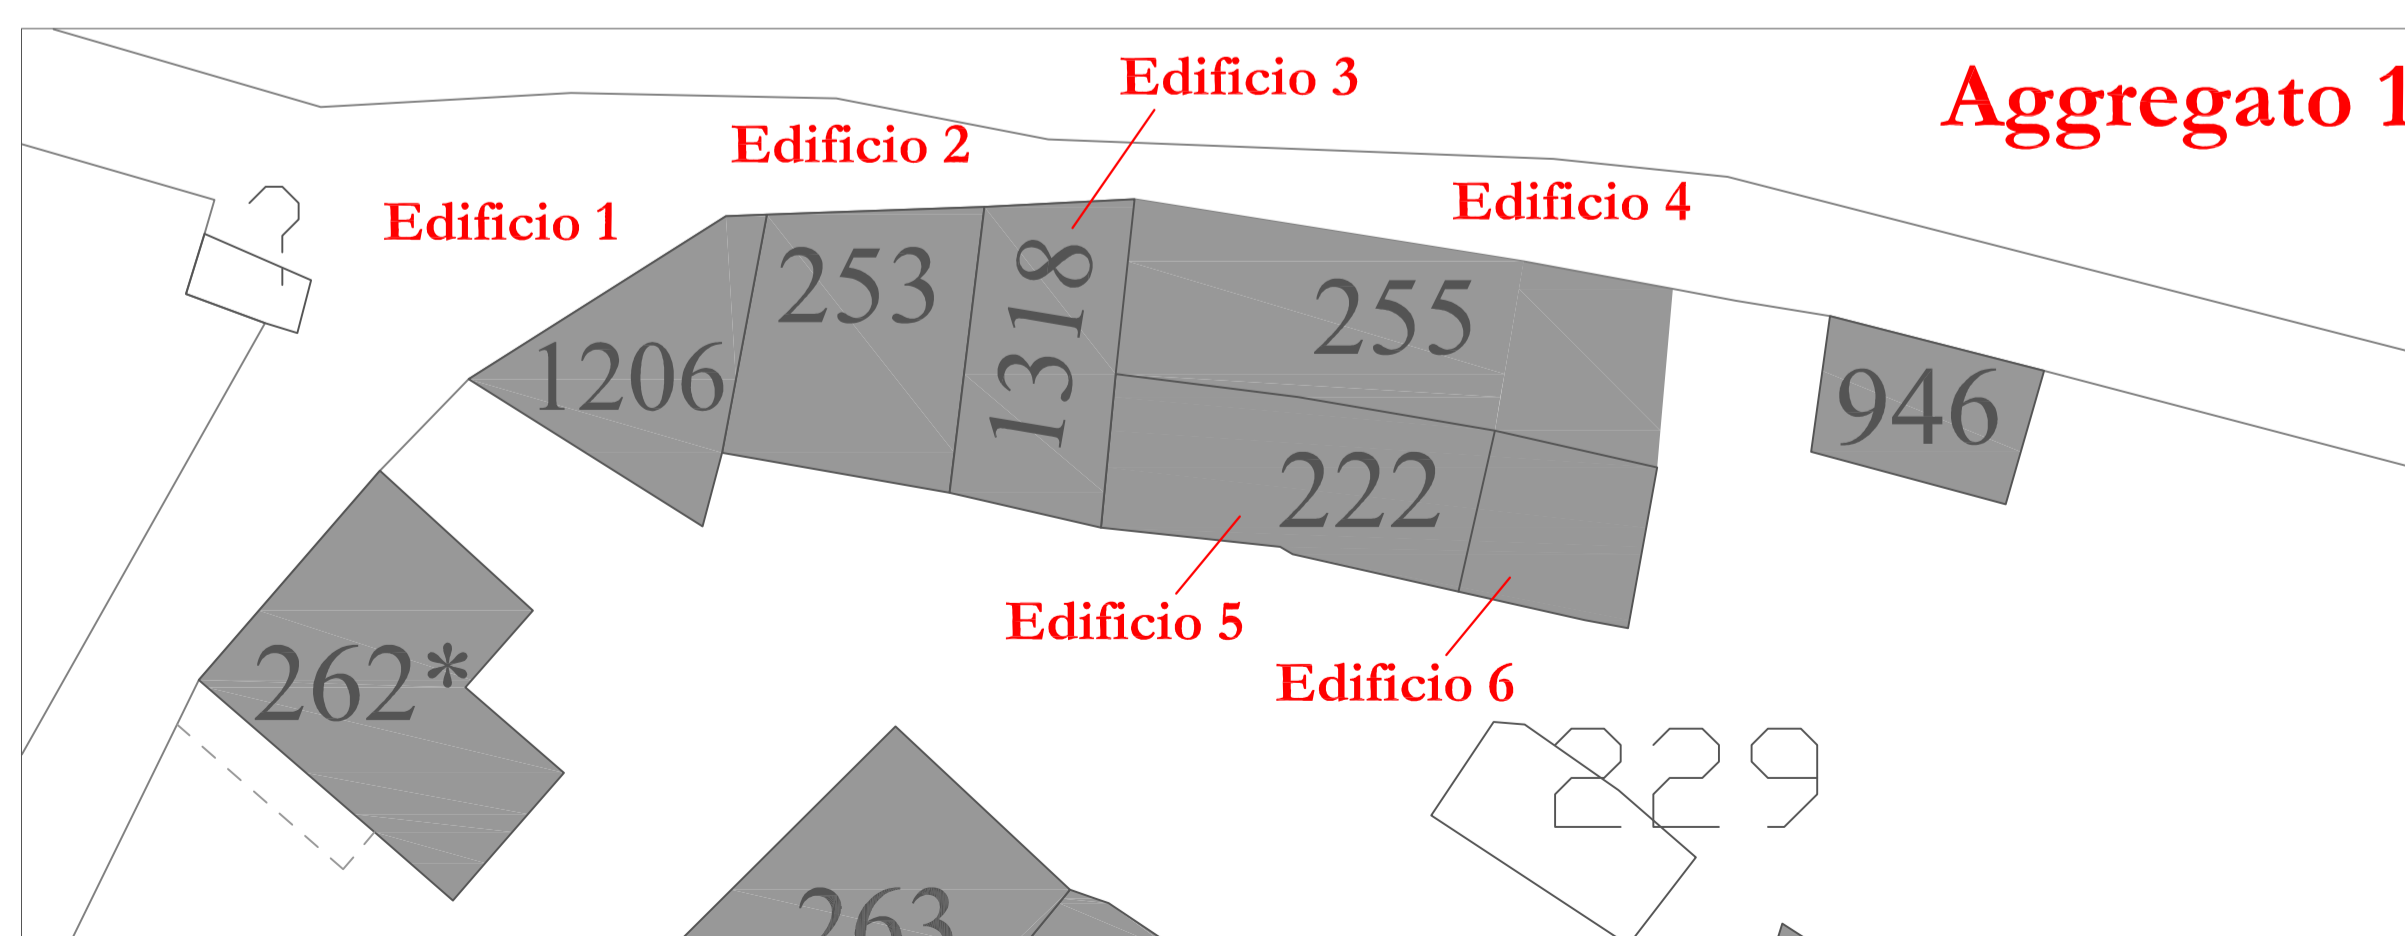 Edificio 3
Aggregato 1
Edificio 2
Edificio 4
Edificio 1
253
1318
255
1206
946
222
Edificio 5
262*
Edificio 6
229
263